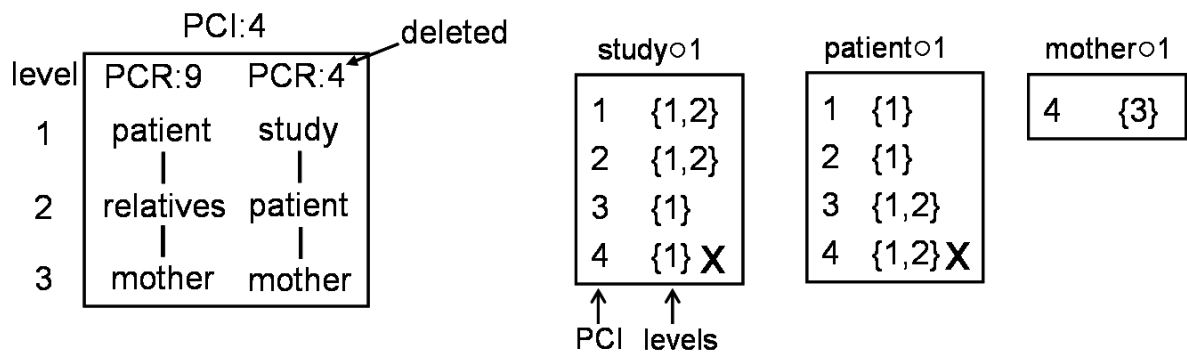 PCI:4
deleted
level PCR:9 PCR:4
1 patient study
2 relatives patient
3 mother mother
study○1
1 {1,2}
2 {1,2}
3 {1}
4 {1} X
PCI levels
patient○1
1 {1}
2 {1}
3 {1,2}
4 {1,2} X
mother○1
4 {3}